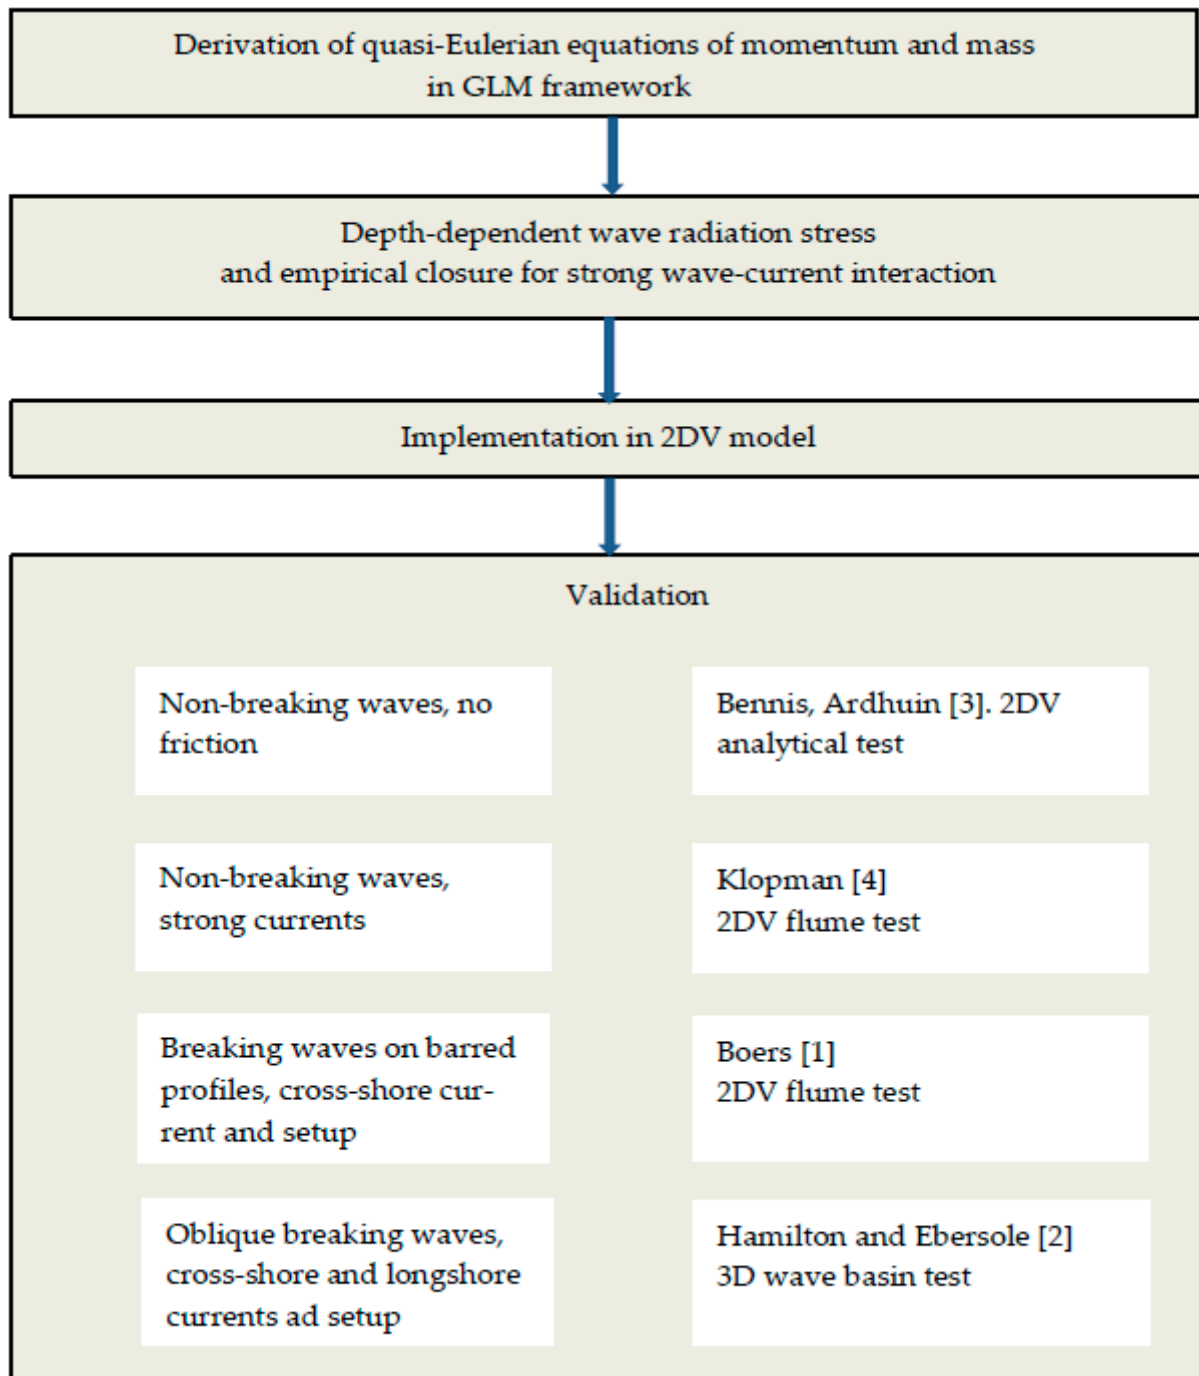 Derivation of quasi-Eulerian equations of momentum and mass
in GLM framework
Depth-dependent wave radiation stress
and empirical closure for strong wave-current interaction
Implementation in 2DV model
Validation
Non-breaking waves, no
friction
Bennis, Ardhuin [3]. 2DV
analytical test
Non-breaking waves,
strong currents
Klopman [4]
2DV flume test
Breaking waves on barred
profiles, cross-shore cur-
rent and setup
Boers [1]
2DV flume test
Oblique breaking waves,
cross-shore and longshore
currents ad setup
Hamilton and Ebersole [2]
3D wave basin test